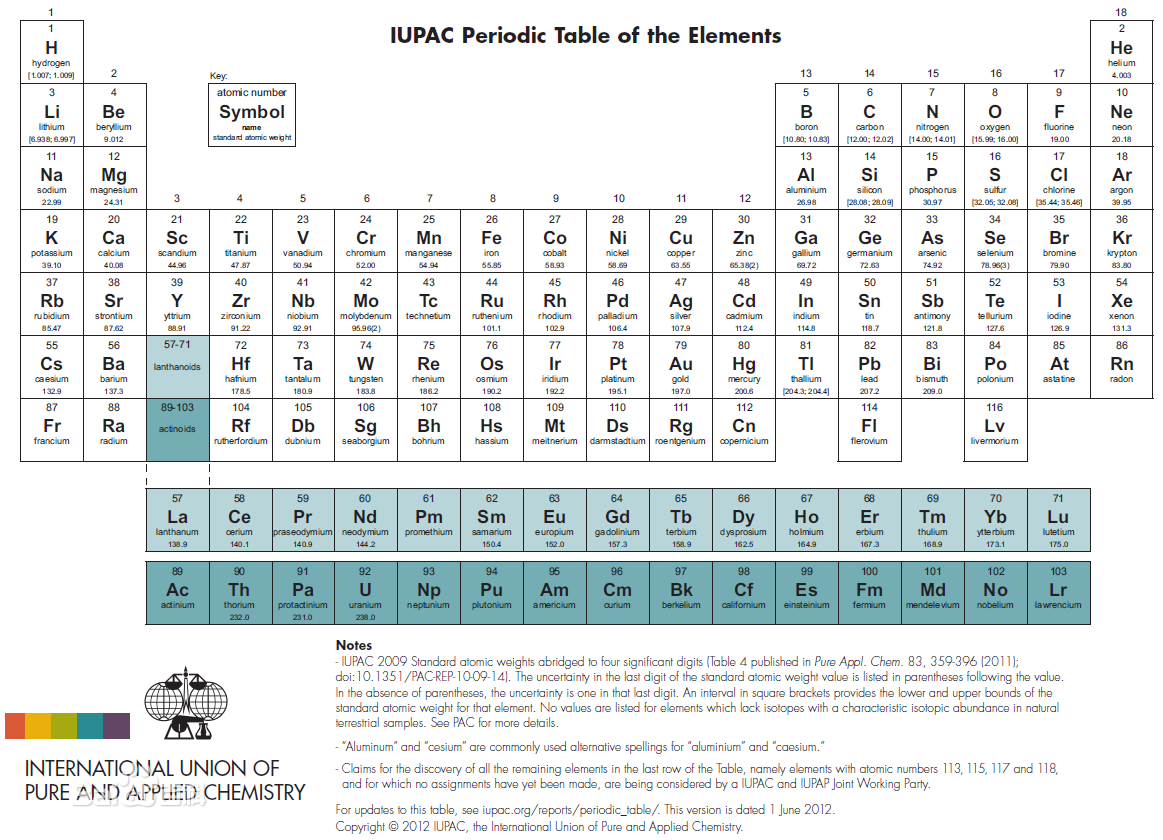 1
18
IUPAC Periodic Table of the Elements
1
H
hydrogen
[1.007; 1.009]
2
He
helium
4.003
2
Key:
atomic number
Symbol
name
standard atomic weight
13 14 15 16 17
3 4 5 6 7 8 9 10
Li Be B C N O F Ne
lithium beryllium boron carbon nitrogen oxygen fluorine neon
[6.938; 6.997] 9.012 [10.80; 10.83] [12.00; 12.02] [14.00; 14.01] [15.99; 16.00] 19.00 20.18
11 12 13 14 15 16 17 18
Na Mg Al Si P S Cl Ar
sodium magnesium aluminium silicon phosphorus sulfur chlorine argon
22.99 24.31 26.98 [28.08; 28.09] 30.97 [32.05; 32.08] [35.44; 35.46] 39.95
3 4 5 6 7 8 9 10 11 12
19 20 21 22 23 24 25 26 27 28 29 30 31 32 33 34 35 36
K Ca Sc Ti V Cr Mn Fe Co Ni Cu Zn Ga Ge As Se Br Kr
potassium calcium scandium titanium vanadium chromium manganese iron cobalt nickel copper zinc gallium germanium arsenic selenium bromine krypton
39.10 40.08 44.96 47.87 50.94 52.00 54.94 55.85 58.93 58.69 63.55 65.38(2) 69.72 72.63 74.92 78.96(3) 79.90 83.80
37 38 39 40 41 42 43 44 45 46 47 48 49 50 51 52 53 54
Rb Sr Y Zr Nb Mo Tc Ru Rh Pd Ag Cd In Sn Sb Te I Xe
rubidium strontium yttrium zirconium niobium molybdenum technetium ruthenium rhodium palladium silver cadmium indium tin antimony tellurium iodine xenon
85.47 87.62 88.91 91.22 92.91 95.96(2) 101.1 102.9 106.4 107.9 112.4 114.8 118.7 121.8 127.6 126.9 131.3
55 56 57-71 72 73 74 75 76 77 78 79 80 81 82 83 84 85 86
Cs Ba lanthanoids Hf Ta W Re Os Ir Pt Au Hg Tl Pb Bi Po At Rn
caesium barium hafnium tantalum tungsten rhenium osmium iridium platinum gold mercury thallium lead bismuth polonium astatine radon
132.9 137.3 178.5 180.9 183.8 186.2 190.2 192.2 195.1 197.0 200.6 [204.3; 204.4] 207.2 209.0
87 88 89-103 104 105 106 107 108 109 110 111 112 114 116
Fr Ra actinoids Rf Db Sg Bh Hs Mt Ds Rg Cn Fl Lv
francium radium rutherfordium dubnium seaborgium bohrium hassium meitnerium darmstadtium roentgenium copernicium flerovium livermorium
57 58 59 60 61 62 63 64 65 66 67 68 69 70 71
La Ce Pr Nd Pm Sm Eu Gd Tb Dy Ho Er Tm Yb Lu
lanthanum cerium praseodymium neodymium promethium samarium europium gadolinium terbium dysprosium holmium erbium thulium ytterbium lutetium
138.9 140.1 140.9 144.2 150.4 152.0 157.3 158.9 162.5 164.9 167.3 168.9 173.1 175.0
89 90 91 92 93 94 95 96 97 98 99 100 101 102 103
Ac Th Pa U Np Pu Am Cm Bk Cf Es Fm Md No Lr
actinium thorium protactinium uranium neptunium plutonium americium curium berkelium californium einsteinium fermium mendelevium nobelium lawrencium
232.0 231.0 238.0
Notes
- IUPAC 2009 Standard atomic weights abridged to four significant digits (Table 4 published in Pure Appl. Chem. 83, 359-396 (2011);
doi:10.1351/PAC-REP-10-09-14). The uncertainty in the last digit of the standard atomic weight value is listed in parentheses following the value.
In the absence of parentheses, the uncertainty is one in that last digit. An interval in square brackets provides the lower and upper bounds of the
standard atomic weight for that element. No values are listed for elements which lack isotopes with a characteristic isotopic abundance in natural
terrestrial samples. See PAC for more details.
- "Aluminum" and "cesium" are commonly used alternative spellings for "aluminium" and "caesium."
- Claims for the discovery of all the remaining elements in the last row of the Table, namely elements with atomic numbers 113, 115, 117 and 118,
and for which no assignments have yet been made, are being considered by a IUPAC and IUPAP Joint Working Party.
For updates to this table, see iupac.org/reports/periodic_table/. This version is dated 1 June 2012.
Copyright © 2012 IUPAC, the International Union of Pure and Applied Chemistry.
INTERNATIONAL UNION OF
PURE AND APPLIED CHEMISTRY